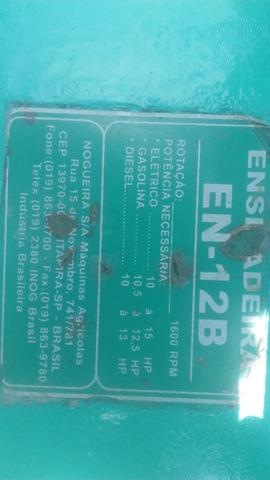 ENSILADEIRA
EN-12B
ROTAÇÃO: 1600 RPM
POTÊNCIA NECESSÁRIA:
· ELÉTRICO 10 à 15 HP
· GASOLINA 10,5 à 12,5 HP
· DIESEL 10 à 13 HP
NOGUEIRA S/A Máquinas Agrícolas
Rua 15 de Novembro, 741/781
CEP 13970-00 ITAPIRA-SP - BRASIL
Fone:(019) 863-9700 - Fax:(019) 863-9780
Telex (019) 2380 INOG Brasil
Indústria Brasileira